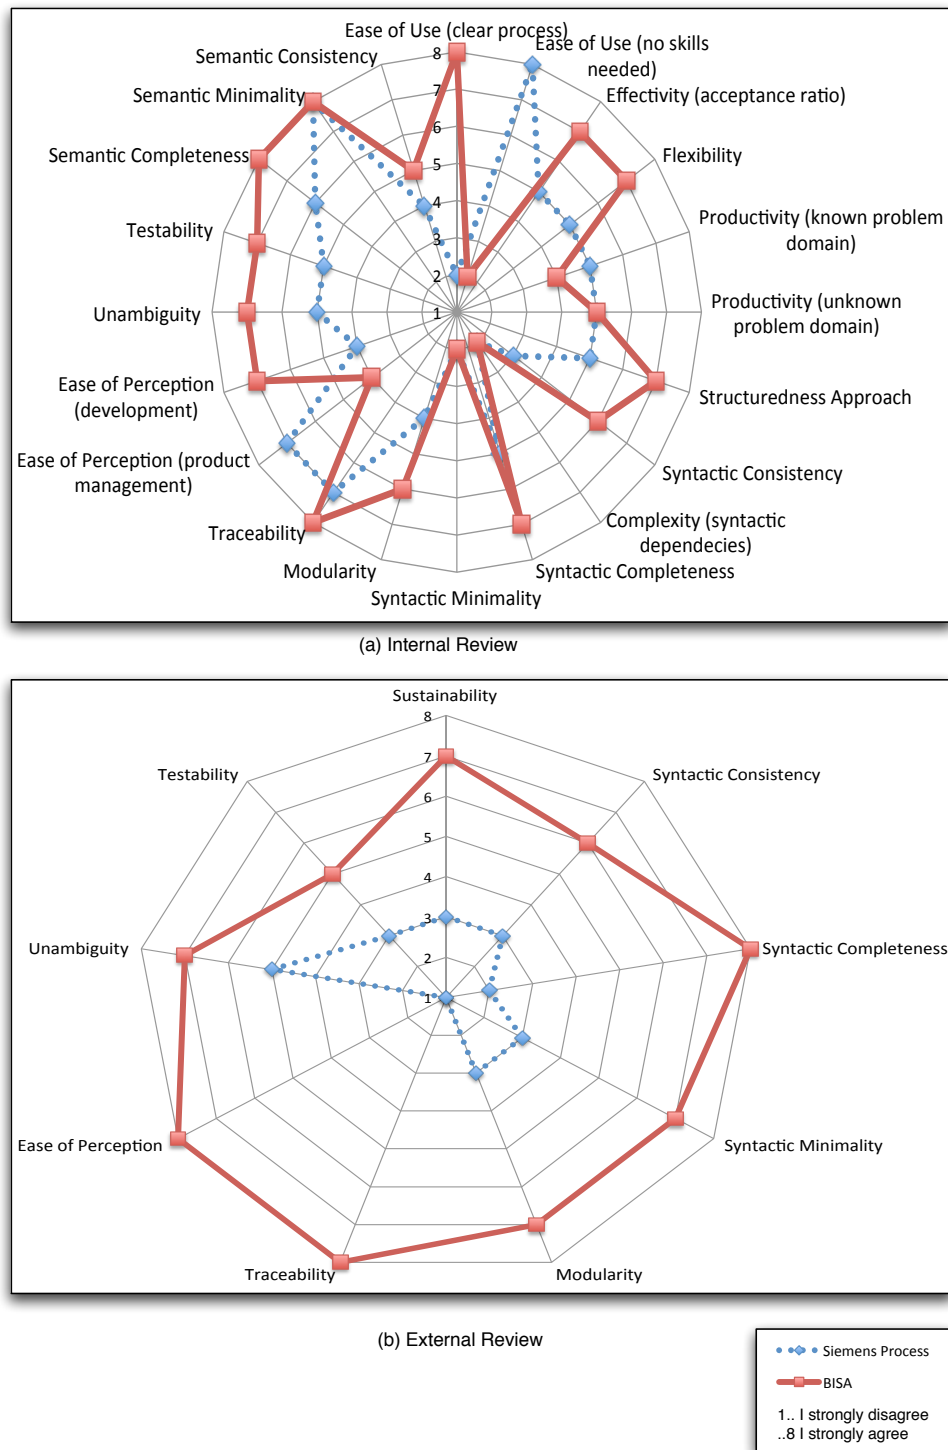 Ease of Use (clear process)
Ease of Use (no skills
needed)
Effectivity (acceptance ratio)
Flexibility
Productivity (known problem
domain)
Productivity (unknown
problem domain)
Structuredness Approach
Syntactic Consistency
Complexity (syntactic
dependecies)
Syntactic Completeness
Syntactic Minimality
Modularity
Traceability
Ease of Perception (product
management)
Ease of Perception
(development)
Unambiguity
Testability
Semantic Completeness
Semantic Minimality
Semantic Consistency
8
7
6
5
4
3
2
1
(a) Internal Review
Sustainability
Syntactic Consistency
Syntactic Completeness
Syntactic Minimality
Modularity
Traceability
Ease of Perception
Unambiguity
Testability
8
7
6
5
4
3
2
1
(b) External Review
Siemens Process
BISA
1.. I strongly disagree
..8 I strongly agree